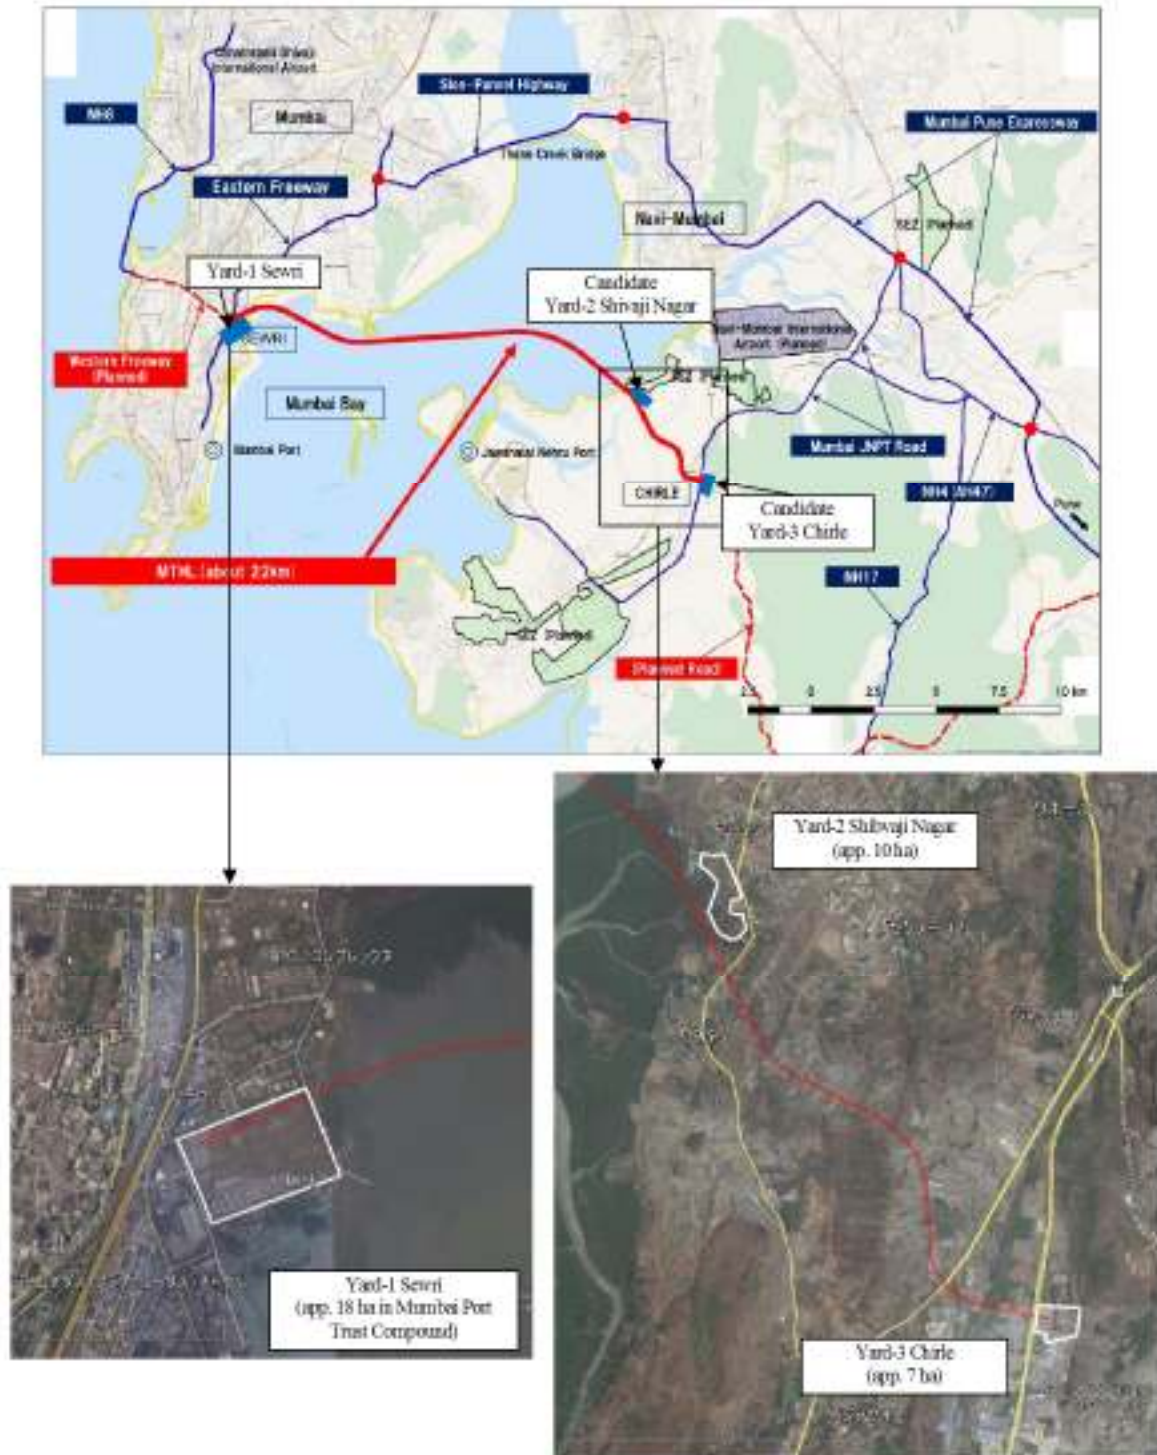 International Airport
Mumbai
NH8
Sion-Panvel Highway
Mumbai Pune Expressway
Thane Creek Bridge
Eastern Freeway
Navi-Mumbai
SEZ (Planned)
Yard-1 Sewri
Candidate
Yard-2 Shivaji Nagar
Navi-Mumbai International
Airport (Planned)
SEWRI
Western Freeway
(Planned)
SEZ (Planned)
Mumbai Bay
Mumbai Port
Jawaharlal Nehru Port
Mumbai JNPT Road
CHIRLE
NH4 (AH47)
Candidate
Yard-3 Chirle
Pune
MTHL (about 22km)
NH17
SEZ (Planned)
(Planned Road)
2.5 0 2.5 5 7.5 10 km
Yard-2 Shibvaji Nagar
(app. 10 ha)
Yard-1 Sewri
(app. 18 ha in Mumbai Port
Trust Compound)
Yard-3 Chirle
(app. 7 ha)